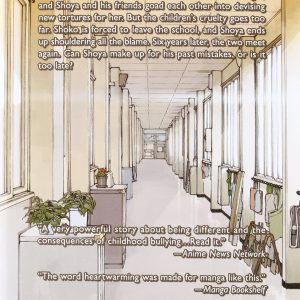 and Shoya and his friends goad each other into devising
new tortures for her. But the children's cruelty goes too
far. Shoko is forced to leave the school, and Shoya ends
up shouldering all the blame. Six years later, the two meet
again. Can Shoya make up for his past mistakes, or is it
too late?
"A very powerful story about being different and the
consequences of childhood bullying... Read it."
—Anime News Network
"The word heartwarming was made for manga like this."
—Manga Bookshelf